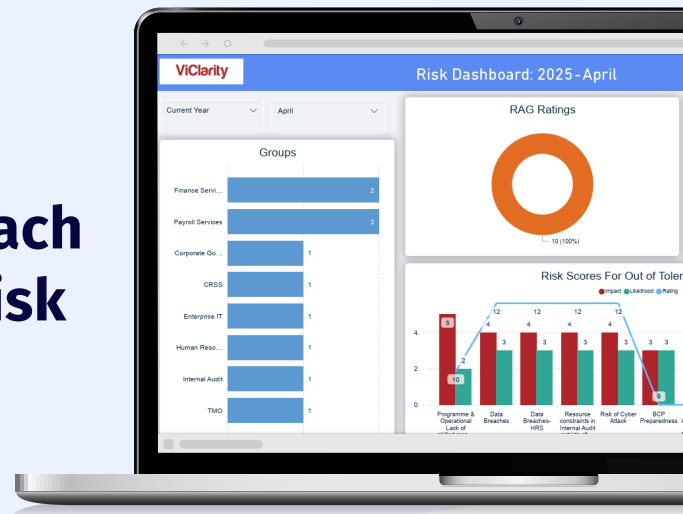 ach
isk
ViClarity
Risk Dashboard: 2025-April
Current Year
April
Groups
Finance Servi...
2
Payroll Services
2
Corporate Go...
1
CRSS
1
Enterprise IT
1
Human Reso...
1
Internal Audit
1
TMO
1
RAG Ratings
10 (100%)
Risk Scores For Out of Toler
Impact Likelihood Rating
4
2
0
5
2
10
12
4
3
12
4
3
12
4
3
12
4
3
3
3
9
Programme &
Operational
Lack of
Data
Breaches
Data
Breaches-
HRS
Resource
constraints in
Internal Audit
Risk of Cyber
Attack
BCP
Preparedness